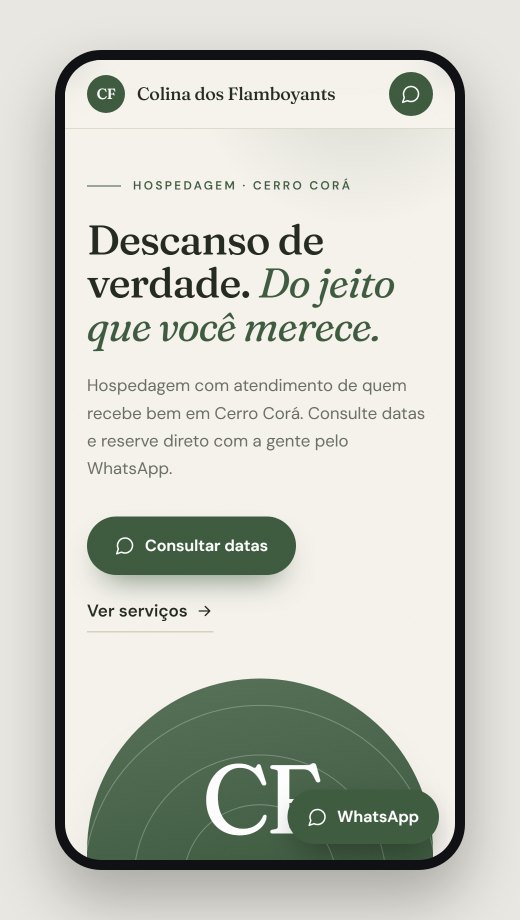 CF Colina dos Flamboyants
HOSPEDAGEM · CERRO CORÁ
Descanso de
verdade. Do jeito
que você merece.
Hospedagem com atendimento de quem
recebe bem em Cerro Corá. Consulte datas
e reserve direto com a gente pelo
WhatsApp.
Consultar datas
Ver serviços →
CF
WhatsApp